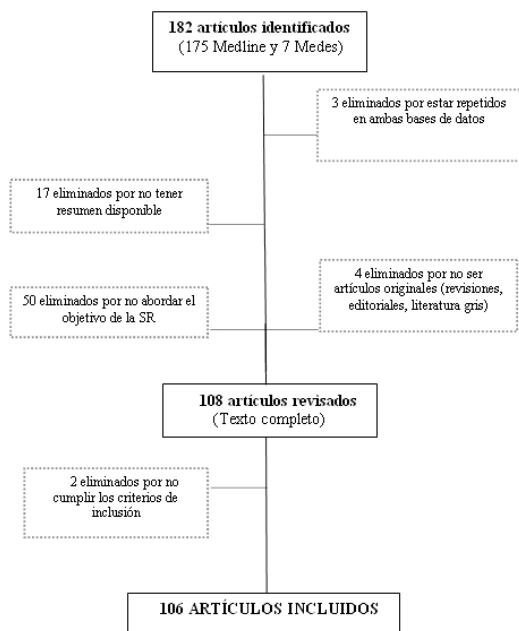 182 artículos identificados
(175 Medline y 7 Medes)
3 eliminados por estar repetidos
en ambas bases de datos
17 eliminados por no tener
resumen disponible
50 eliminados por no abordar el
objetivo de la SR
4 eliminados por no ser
artículos originales (revisiones,
editoriales, literatura gris)
108 artículos revisados
(Texto completo)
2 eliminados por no
cumplir los criterios de
inclusión
106 ARTÍCULOS INCLUIDOS